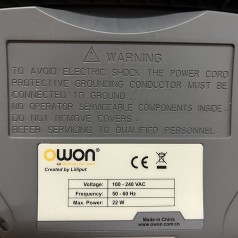 WARNING
TO AVOID ELECTRIC SHOCK THE POWER CORD
PROTECTIVE GROUNDING CONDUCTOR MUST BE
CONNECTED TO GROUND.
NO OPERATOR SERVICEABLE COMPONENTS INSIDE.
DO NOT REMOVE COVERS.
REFER SERVICING TO QUALIFIED PERSONNEL.
owon®
Created by Lilliput
CE
Voltage: 100 - 240 VAC
Frequency: 50 - 60 Hz
Max. Power: 22 W
Made in China
www.owon.com.cn